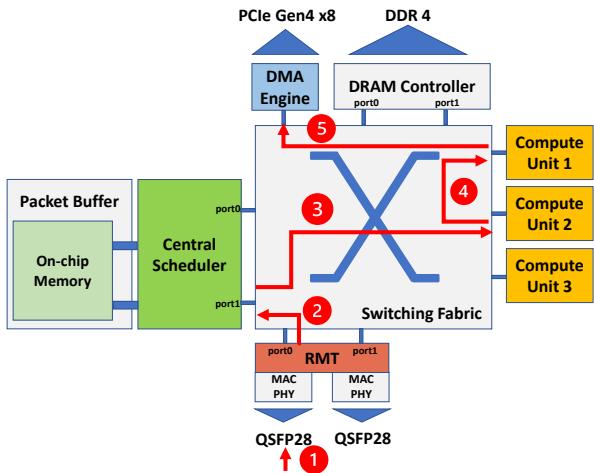 PCIe Gen4 x8
DDR 4
DMA
Engine
DRAM Controller
port0
port1
5
Compute
Unit 1
4
Packet Buffer
On-chip
Memory
Central
Scheduler
port0
port1
3
Compute
Unit 2
Compute
Unit 3
2
Switching Fabric
port0
port1
RMT
MAC
PHY
MAC
PHY
QSFP28
QSFP28
1